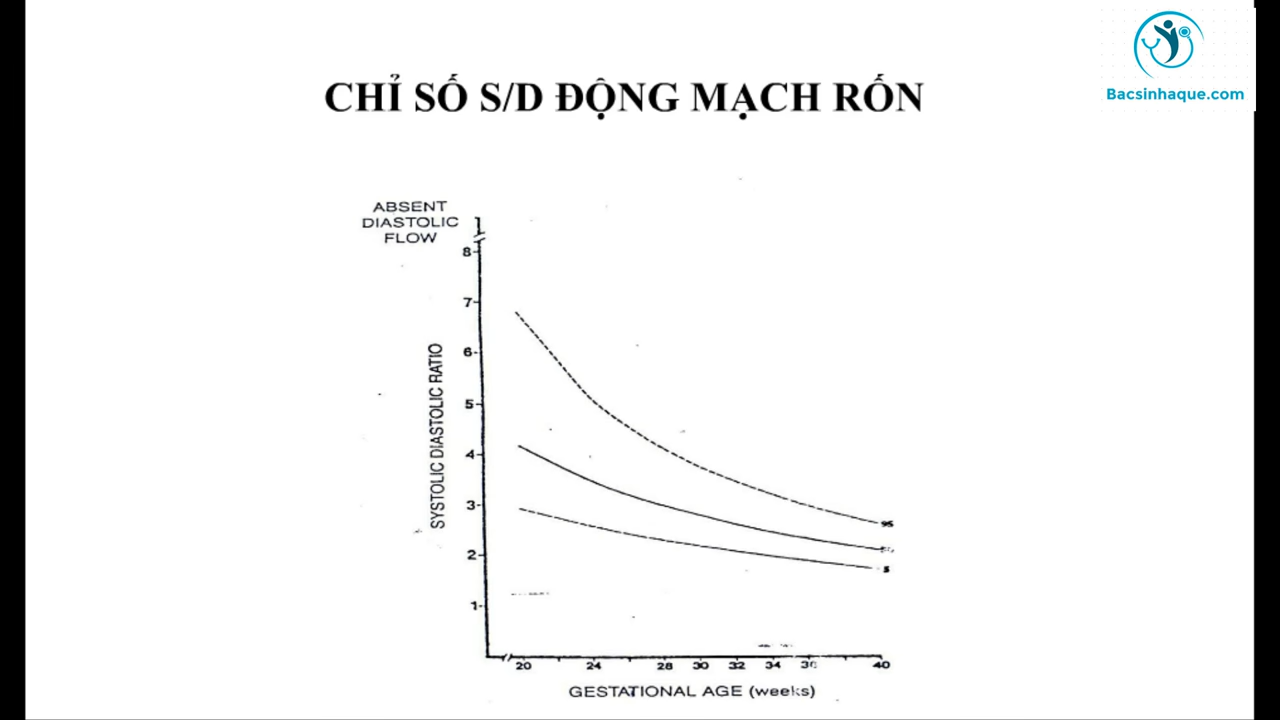 Bacsinhaque.com
CHỈ SỐ S/D ĐỘNG MẠCH RỐN
ABSENT
DIASTOLIC
FLOW
8
7
6
5
4
3
2
1
SYSTOLIC DIASTOLIC RATIO
95
5
20 24 28 30 32 34 36 40
GESTATIONAL AGE (weeks)